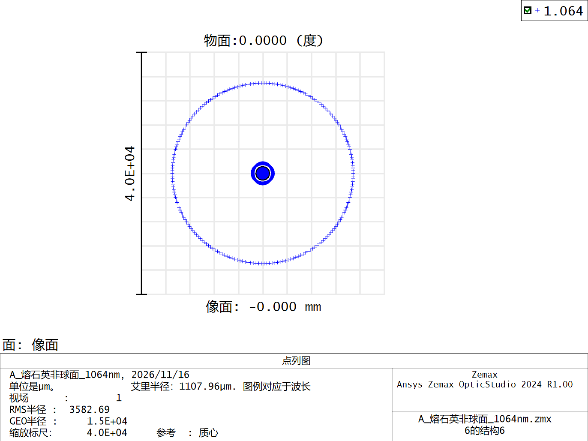 + 1.064
物面:0.0000 (度)
4.0E+04
像面: -0.000 mm
面: 像面
点列图
A_熔石英非球面_1064nm, 2026/11/16
单位是µm。 艾里半径: 1107.96µm. 图例对应于波长
视场 : 1
RMS半径 : 3582.69
GEO半径 : 1.5E+04
缩放标尺: 4.0E+04 参考 : 质心
Zemax
Ansys Zemax OpticStudio 2024 R1.00
A_熔石英非球面_1064nm.zmx
6的结构6